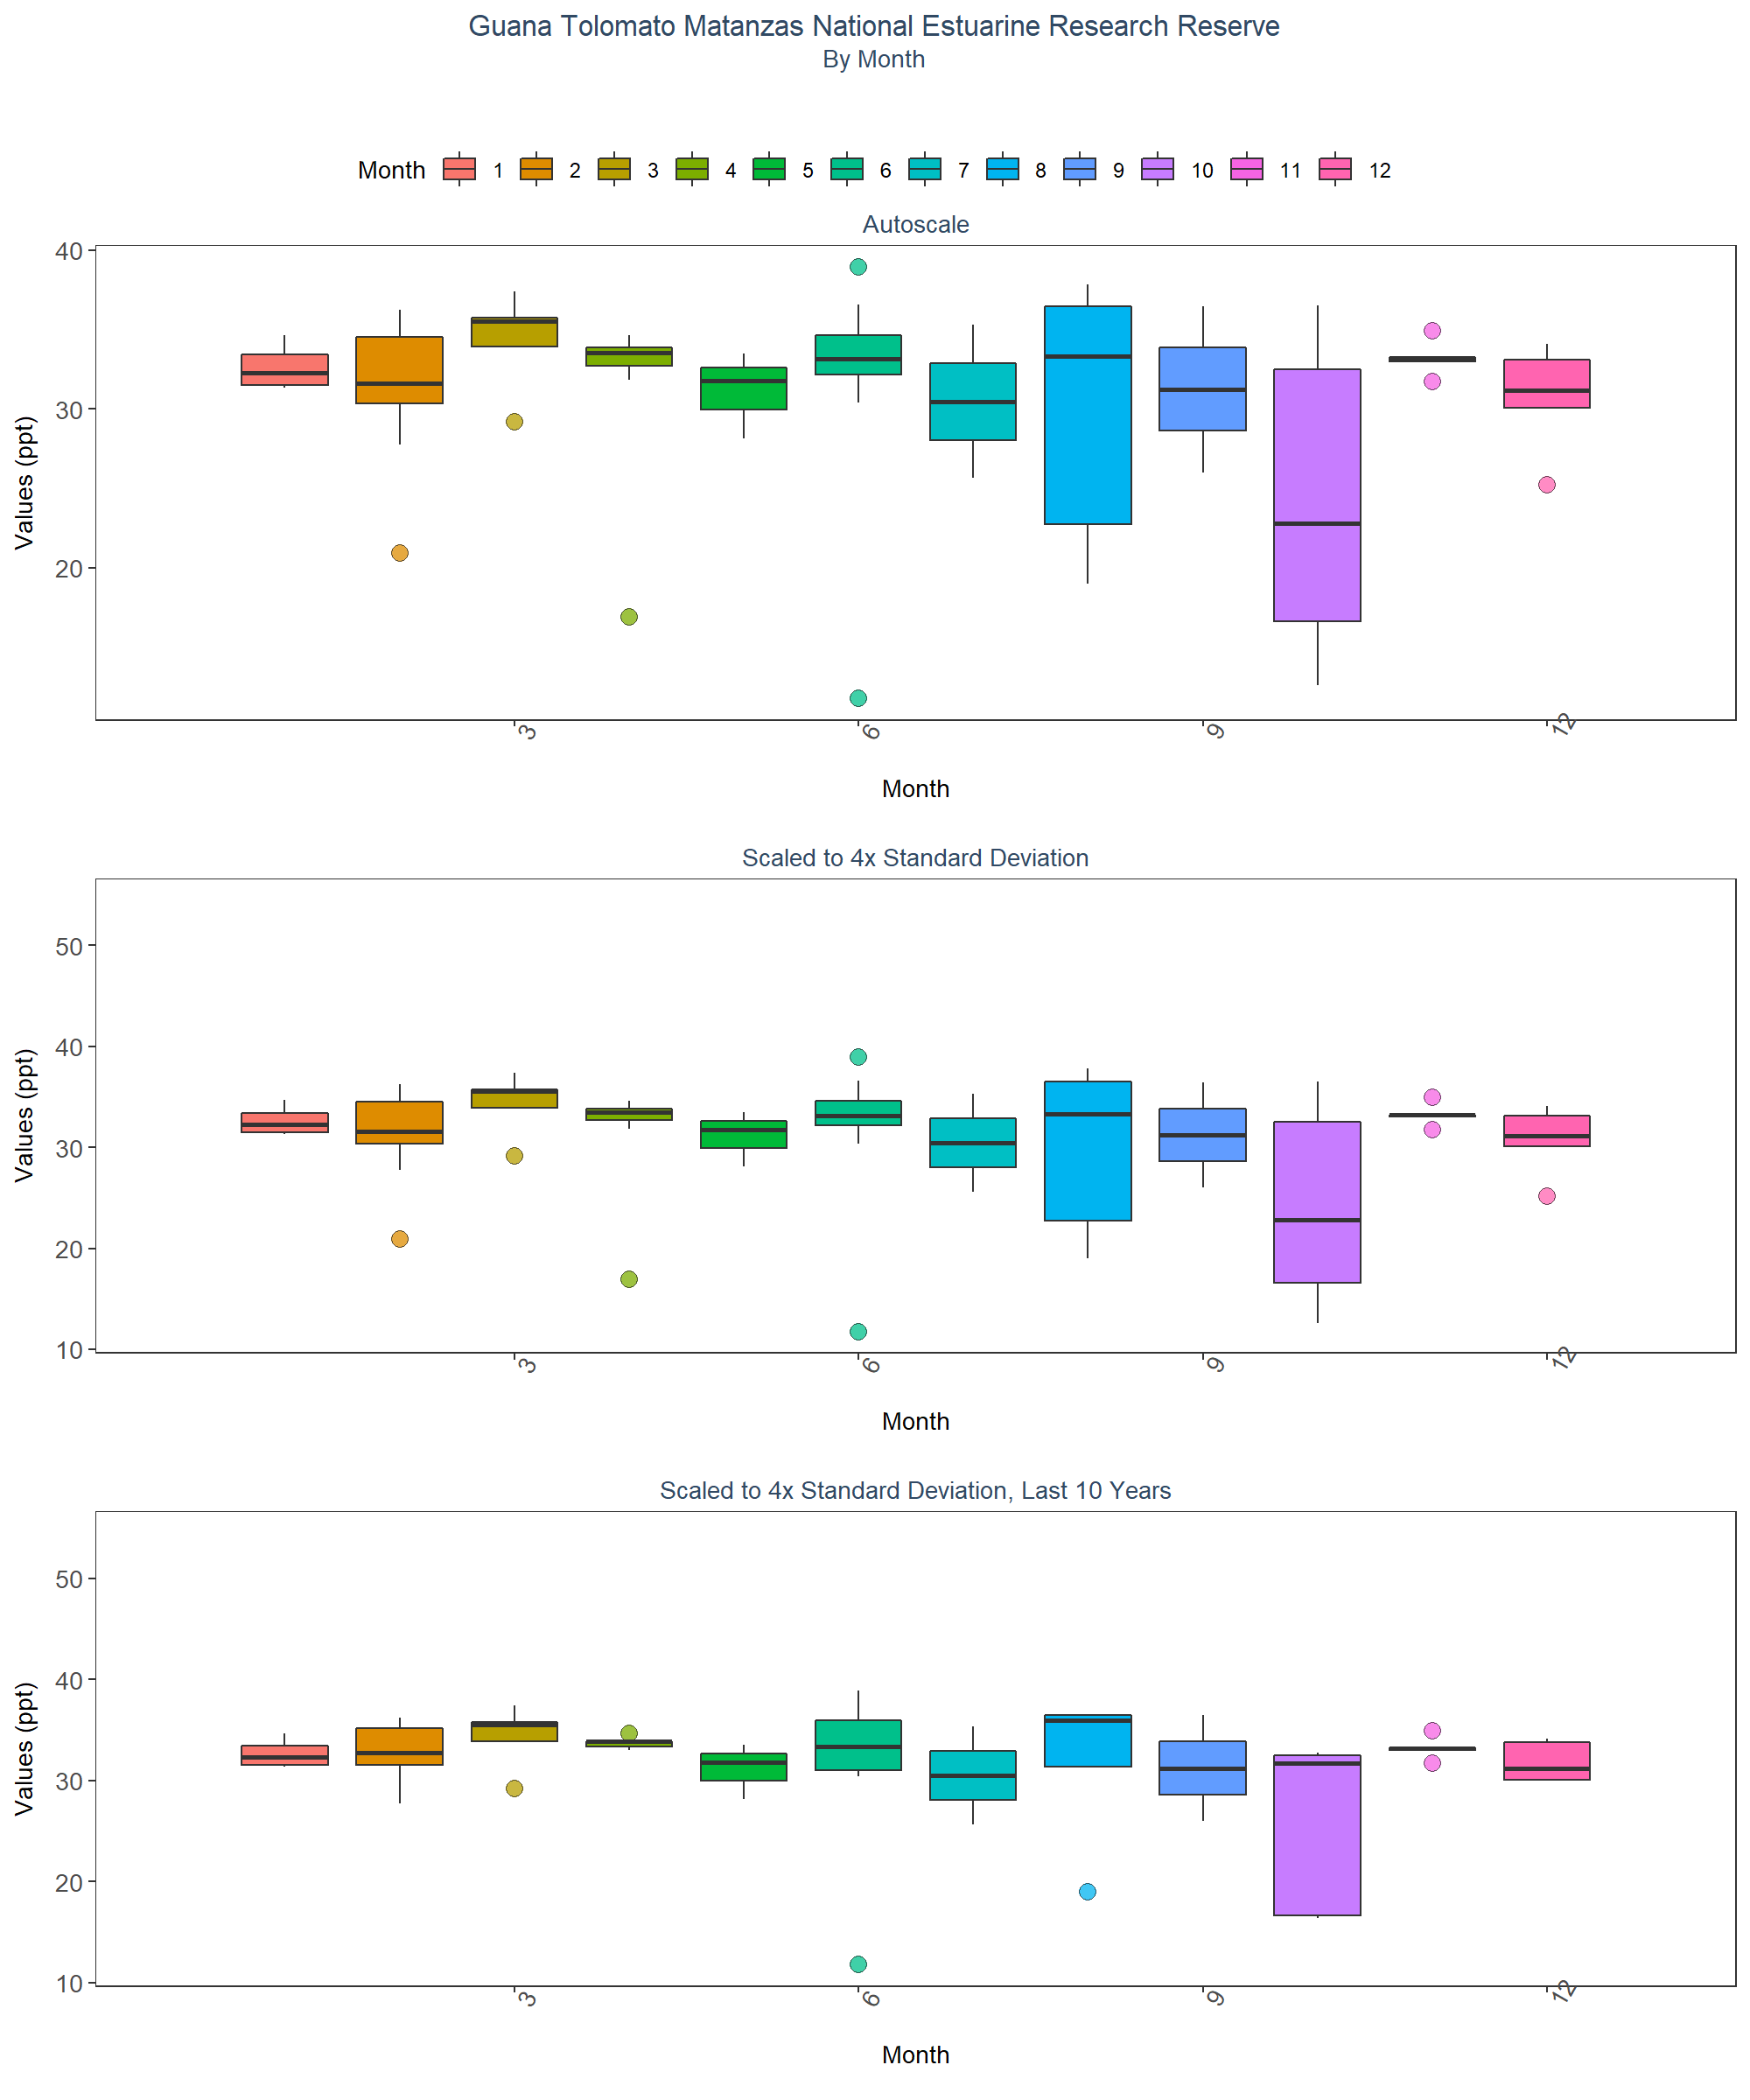 Guana Tolomato Matanzas National Estuarine Research Reserve
By Month
Month 1 2 3 4 5 6 7 8 9 10 11 12
Autoscale
Values (ppt)
40
30
20
3 6 9 12
Month
Scaled to 4x Standard Deviation
Values (ppt)
50
40
30
20
10
3 6 9 12
Month
Scaled to 4x Standard Deviation, Last 10 Years
Values (ppt)
50
40
30
20
10
3 6 9 12
Month